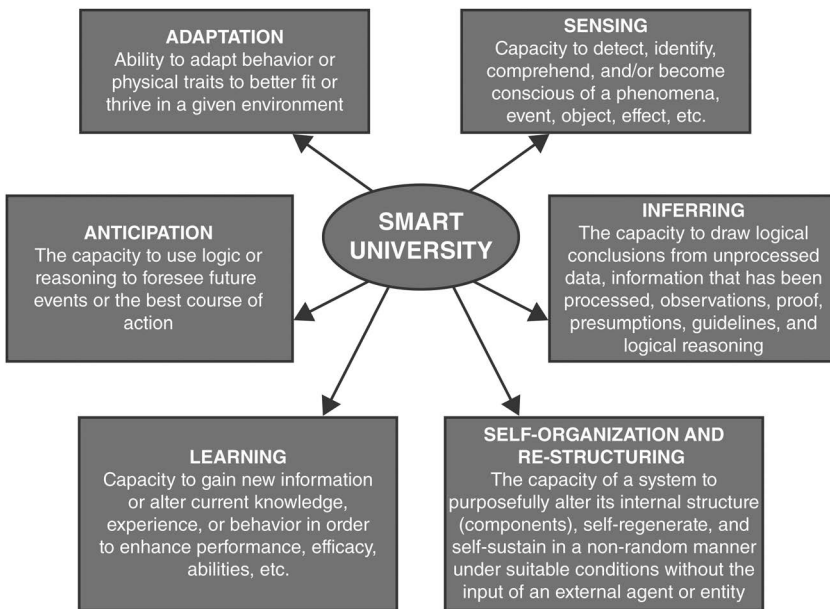 ADAPTATION
Ability to adapt behavior or
physical traits to better fit or
thrive in a given environment
SENSING
Capacity to detect, identify,
comprehend, and/or become
conscious of a phenomena,
event, object, effect, etc.
SMART
UNIVERSITY
ANTICIPATION
The capacity to use logic or
reasoning to foresee future
events or the best course of
action
INFERRING
The capacity to draw logical
conclusions from unprocessed
data, information that has been
processed, observations, proof,
presumptions, guidelines, and
logical reasoning
LEARNING
Capacity to gain new information
or alter current knowledge,
experience, or behavior in order
to enhance performance, efficacy,
abilities, etc.
SELF-ORGANIZATION AND
RE-STRUCTURING
The capacity of a system to
purposefully alter its internal structure
(components), self-regenerate, and
self-sustain in a non-random manner
under suitable conditions without the
input of an external agent or entity